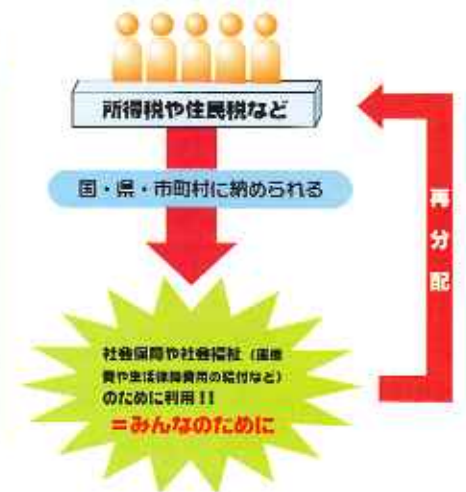 所得税や住民税など
国・県・市町村に納められる
再分配
社会保障や社会福祉（医療
費や生活保障費用の給付など）
のために利用！！
＝みんなのために